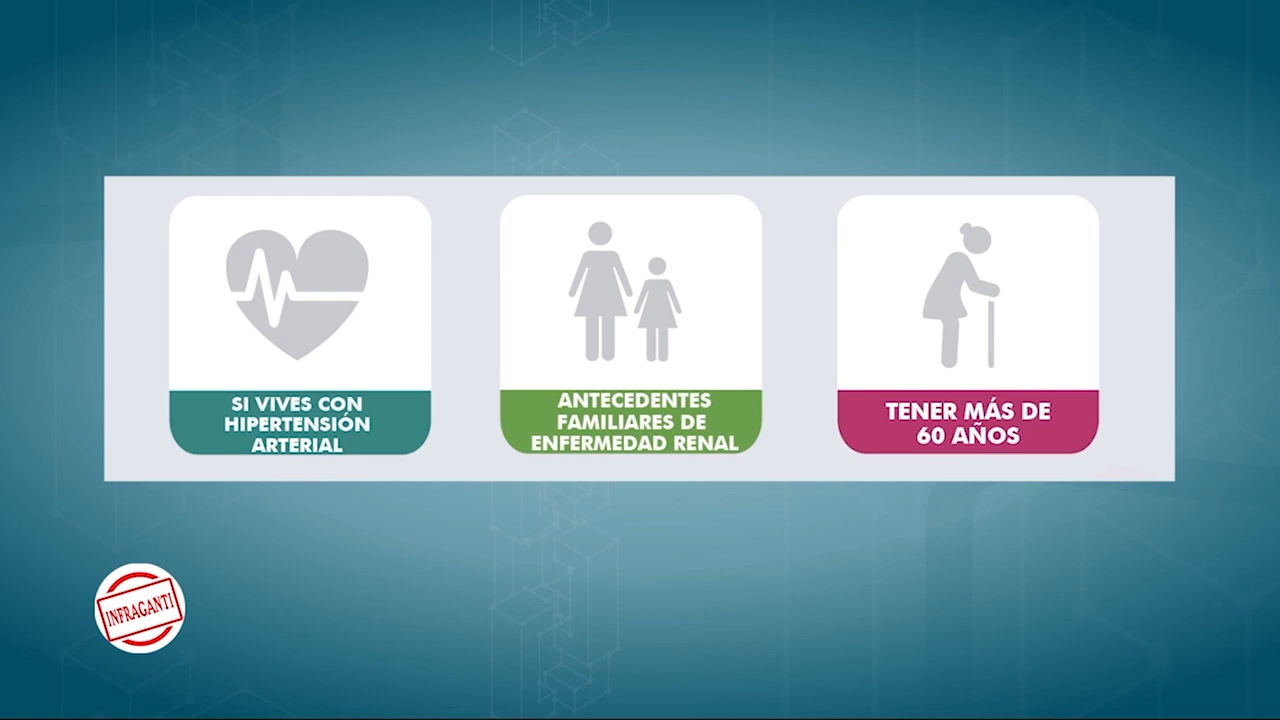 SI VIVES CON
HIPERTENSIÓN
ARTERIAL
ANTECEDENTES
FAMILIARES DE
ENFERMEDAD RENAL
TENER MÁS DE
60 AÑOS
INFRAGANTI